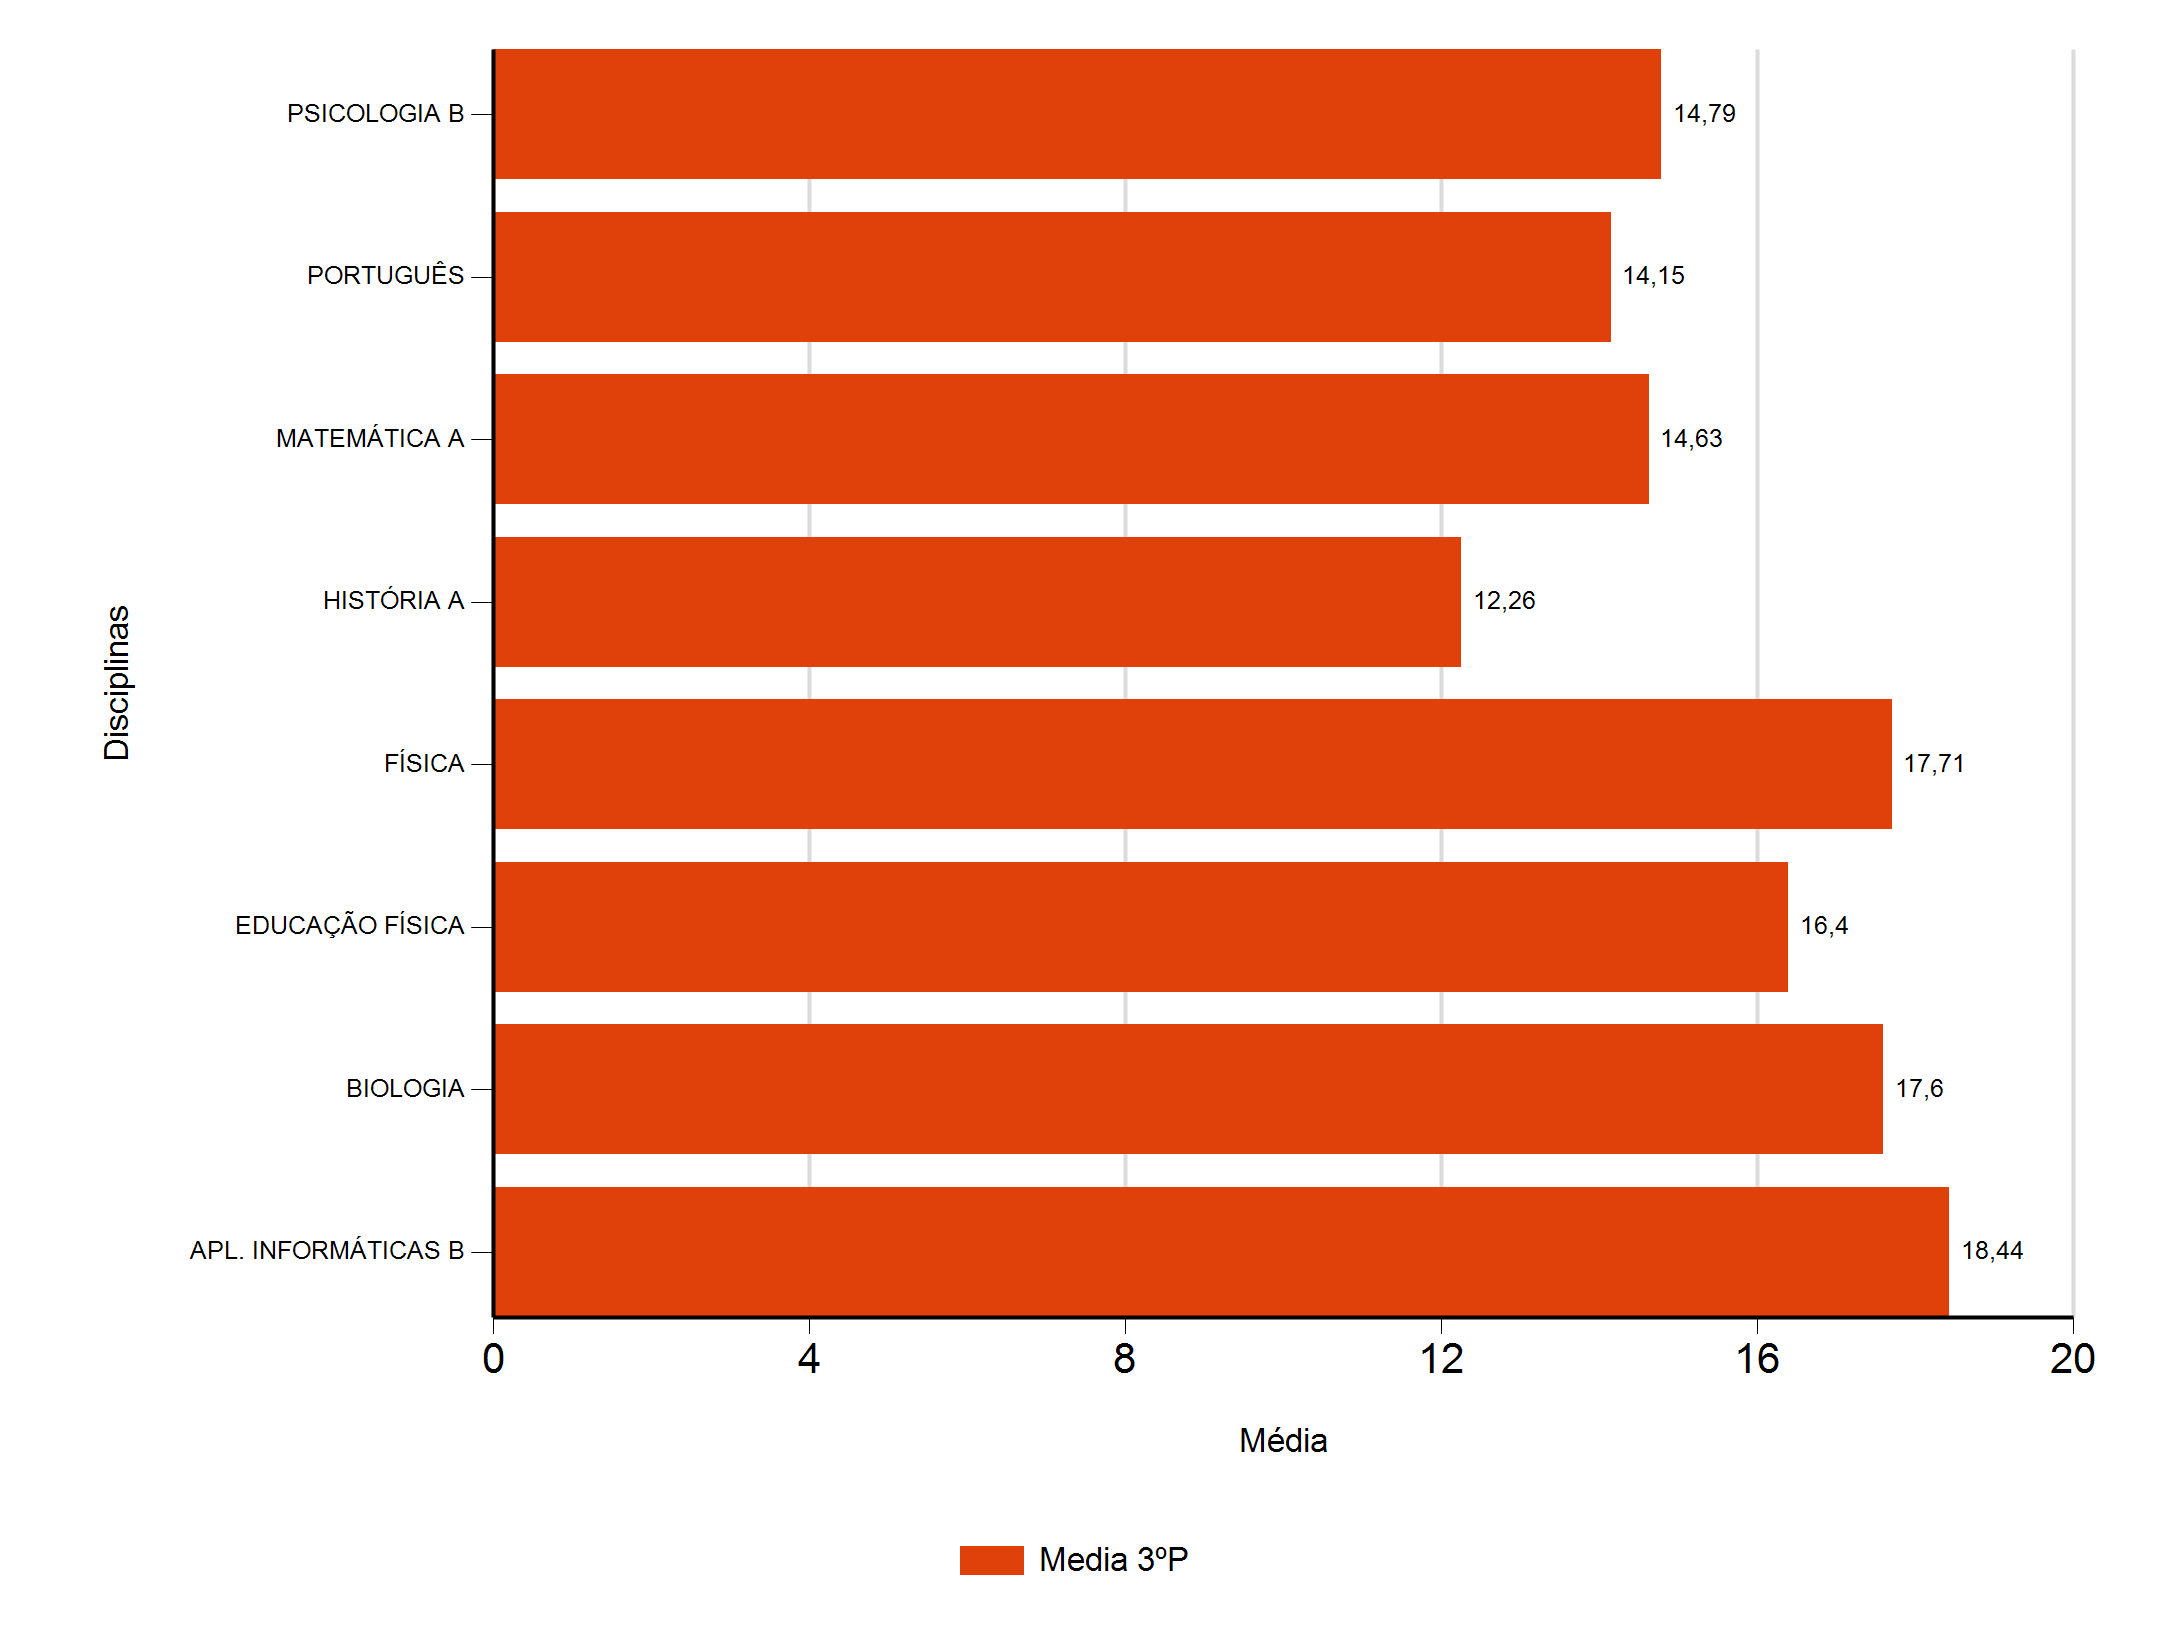 PSICOLOGIA B 14,79
PORTUGUÊS 14,15
MATEMÁTICA A 14,63
HISTÓRIA A 12,26
Disciplinas
FÍSICA 17,71
EDUCAÇÃO FÍSICA 16,4
BIOLOGIA 17,6
APL. INFORMÁTICAS B 18,44
0 4 8 12 16 20
Média
Media 3ºP